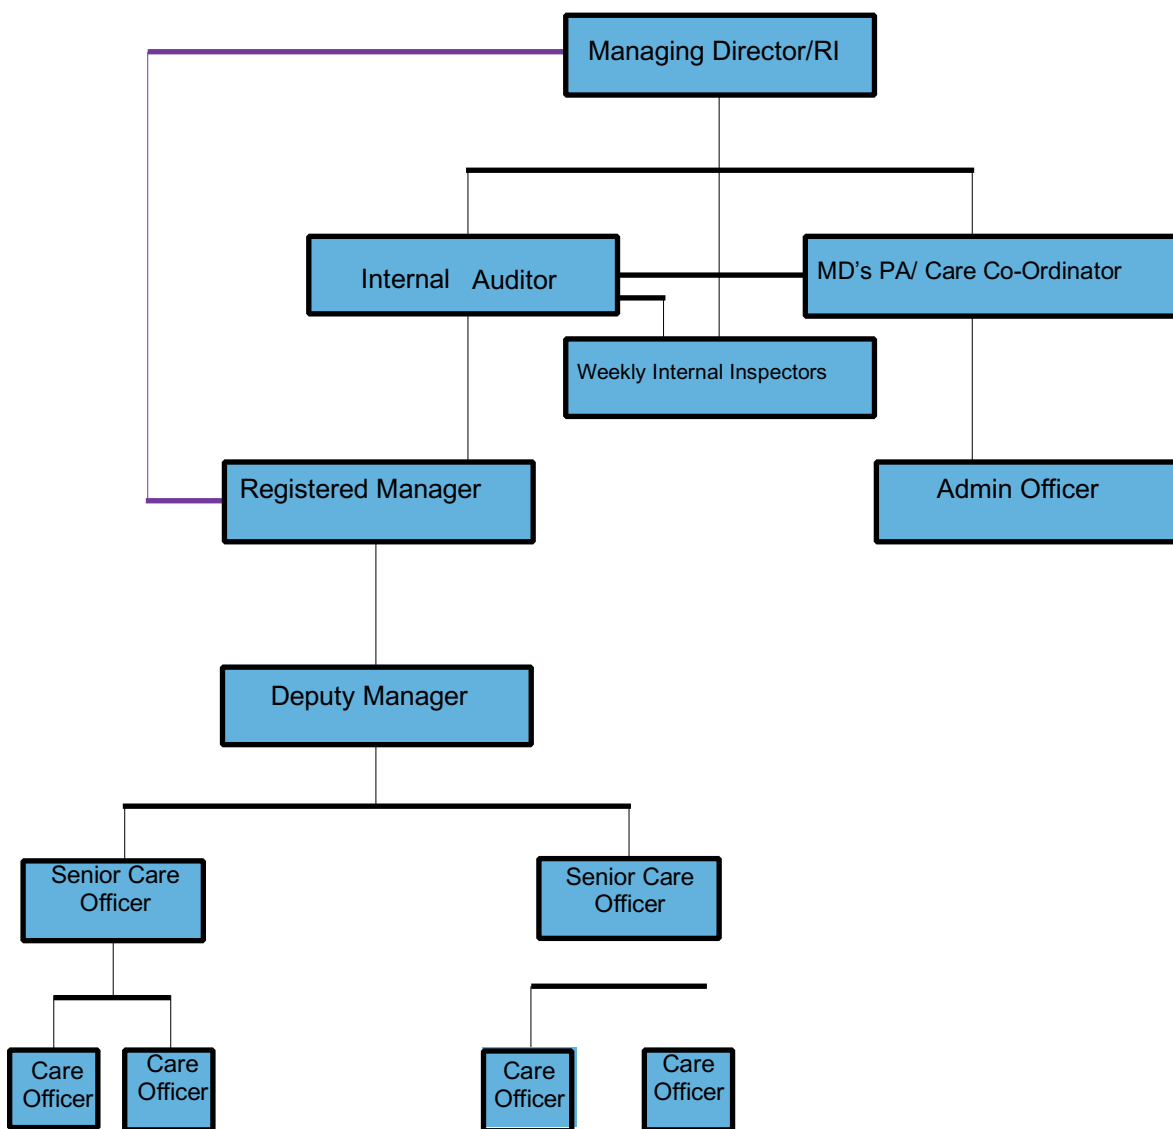 Managing Director/RI
Internal Auditor
MD’s PA/ Care Co-Ordinator
Weekly Internal Inspectors
Registered Manager
Admin Officer
Deputy Manager
Senior Care
Officer
Senior Care
Officer
Care
Officer
Care
Officer
Care
Officer
Care
Officer